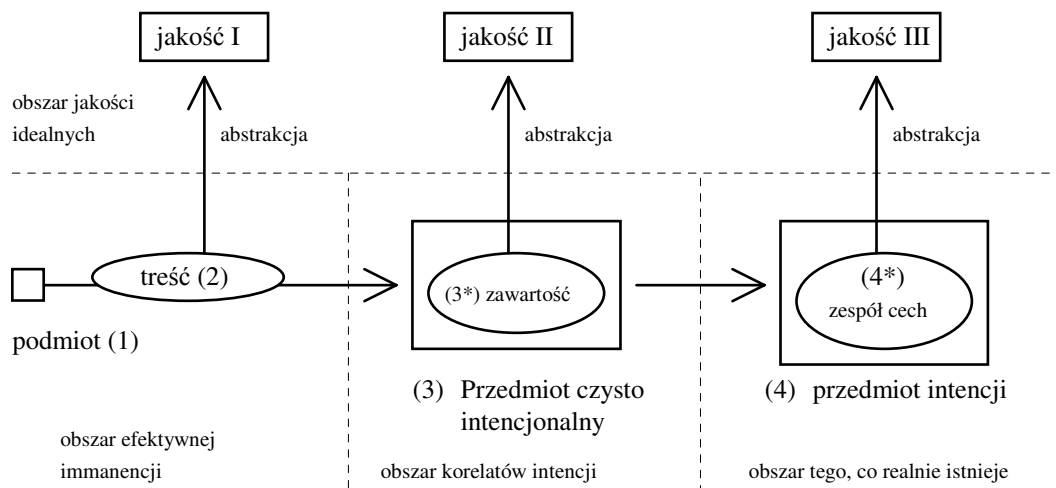 jakość I
jakość II
jakość III
obszar jakości
idealnych
abstrakcja
abstrakcja
abstrakcja
treść (2)
(3*) zawartość
(4*)
zespół cech
podmiot (1)
(3) Przedmiot czysto
intencjonalny
(4) przedmiot intencji
obszar efektywnej
immanencji
obszar korelatów intencji
obszar tego, co realnie istnieje